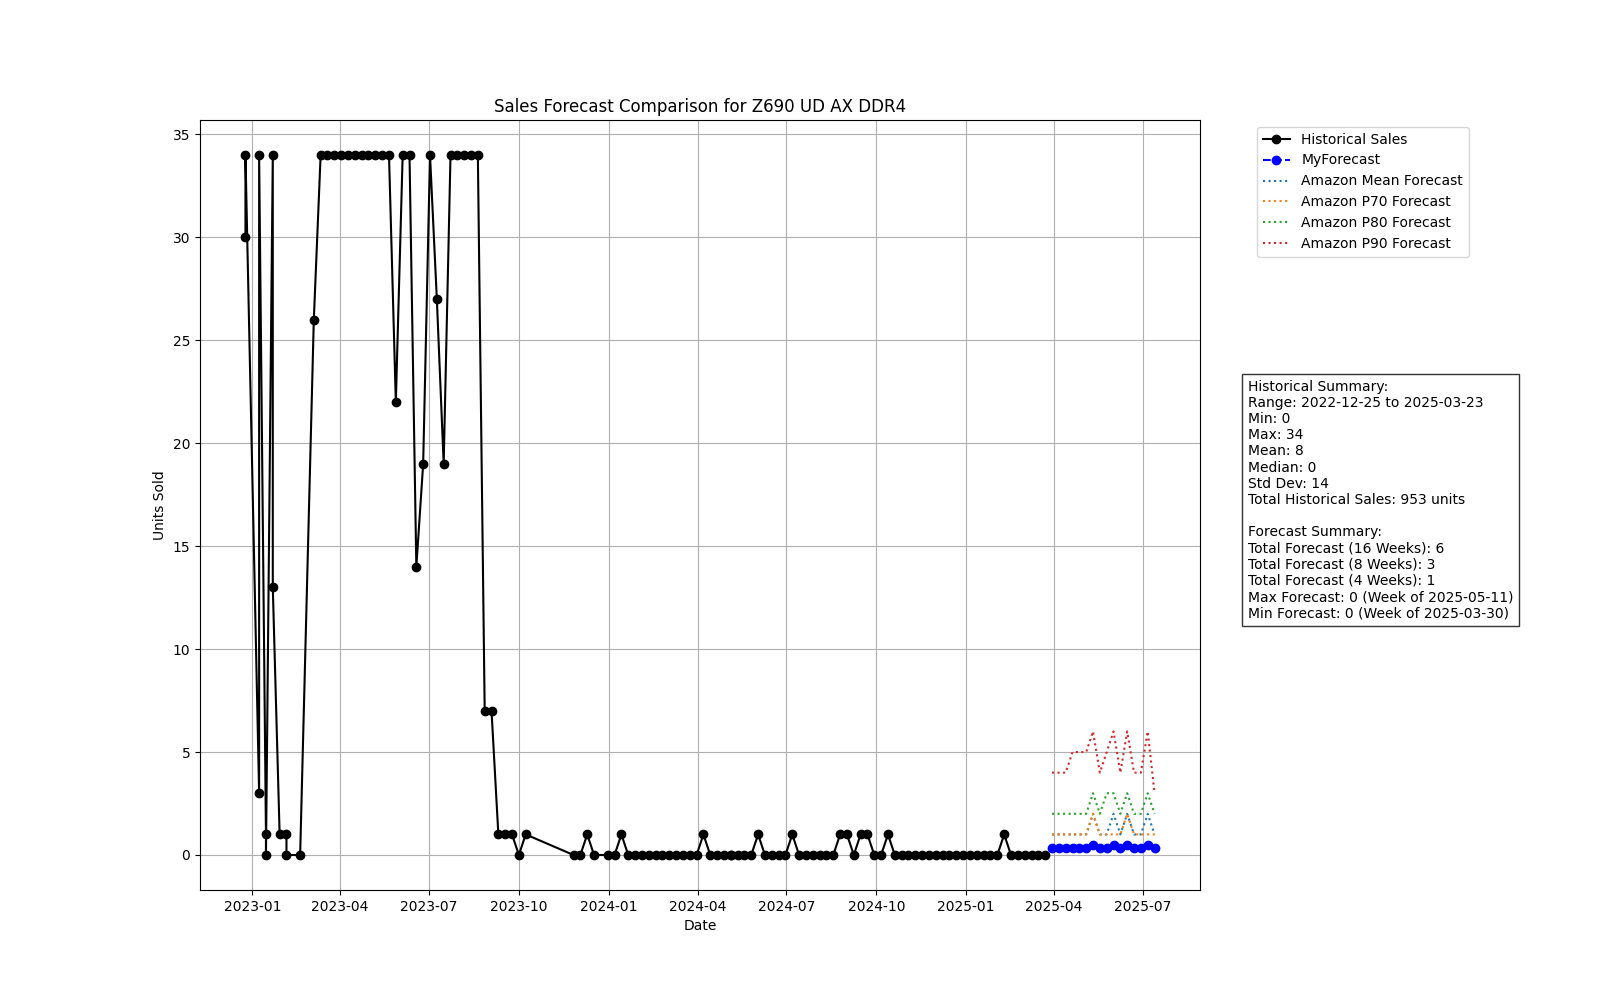 Sales Forecast Comparison for Z690 UD AX DDR4
35
30
25
20
15
10
5
0
Units Sold
2023-01 2023-04 2023-07 2023-10 2024-01 2024-04 2024-07 2024-10 2025-01 2025-04 2025-07
Date
Historical Sales
MyForecast
Amazon Mean Forecast
Amazon P70 Forecast
Amazon P80 Forecast
Amazon P90 Forecast
Historical Summary:
Range: 2022-12-25 to 2025-03-23
Min: 0
Max: 34
Mean: 8
Median: 0
Std Dev: 14
Total Historical Sales: 953 units
Forecast Summary:
Total Forecast (16 Weeks): 6
Total Forecast (8 Weeks): 3
Total Forecast (4 Weeks): 1
Max Forecast: 0 (Week of 2025-05-11)
Min Forecast: 0 (Week of 2025-03-30)